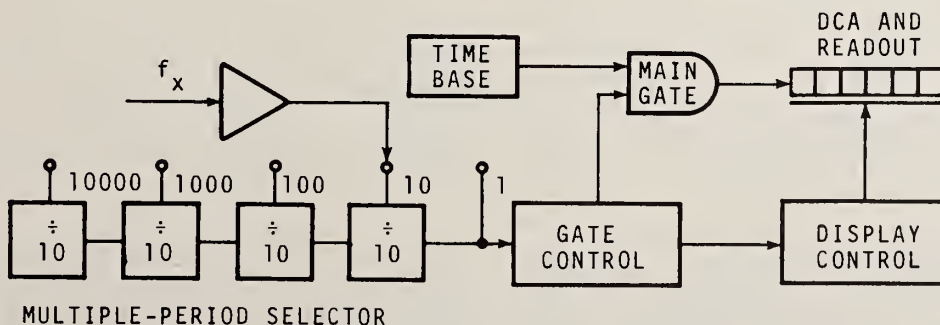 DCA AND
READOUT
TIME
BASE
MAIN
GATE
fx
10000
1000
100
10
1
÷
10
÷
10
÷
10
÷
10
GATE
CONTROL
DISPLAY
CONTROL
MULTIPLE-PERIOD SELECTOR